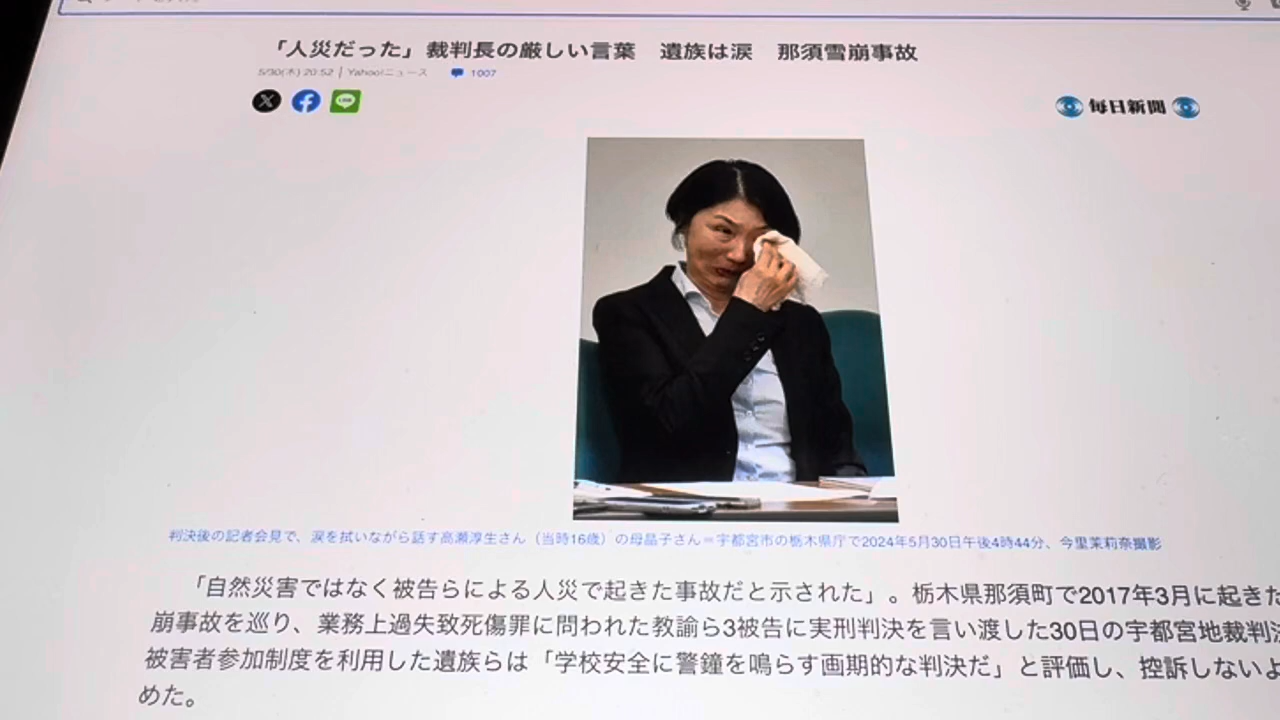 「人災だった」裁判長の厳しい言葉 遺族は涙 那須雪崩事故
5/30(木) 20:52 | Yahoo!ニュース 1007
LINE
毎日新聞
判決後の記者会見で、涙を拭いながら話す高瀬淳生さん（当時16歳）の母晶子さん＝宇都宮市の栃木県庁で2024年5月30日午後4時44分、今里茉莉奈撮影
「自然災害ではなく被告らによる人災で起きた事故だと示された」。栃木県那須町で2017年3月に起きた
崩事故を巡り、業務上過失致死傷罪に問われた教諭ら3被告に実刑判決を言い渡した30日の宇都宮地裁判決
被害者参加制度を利用した遺族らは「学校安全に警鐘を鳴らす画期的な判決だ」と評価し、控訴しないよ
めた。